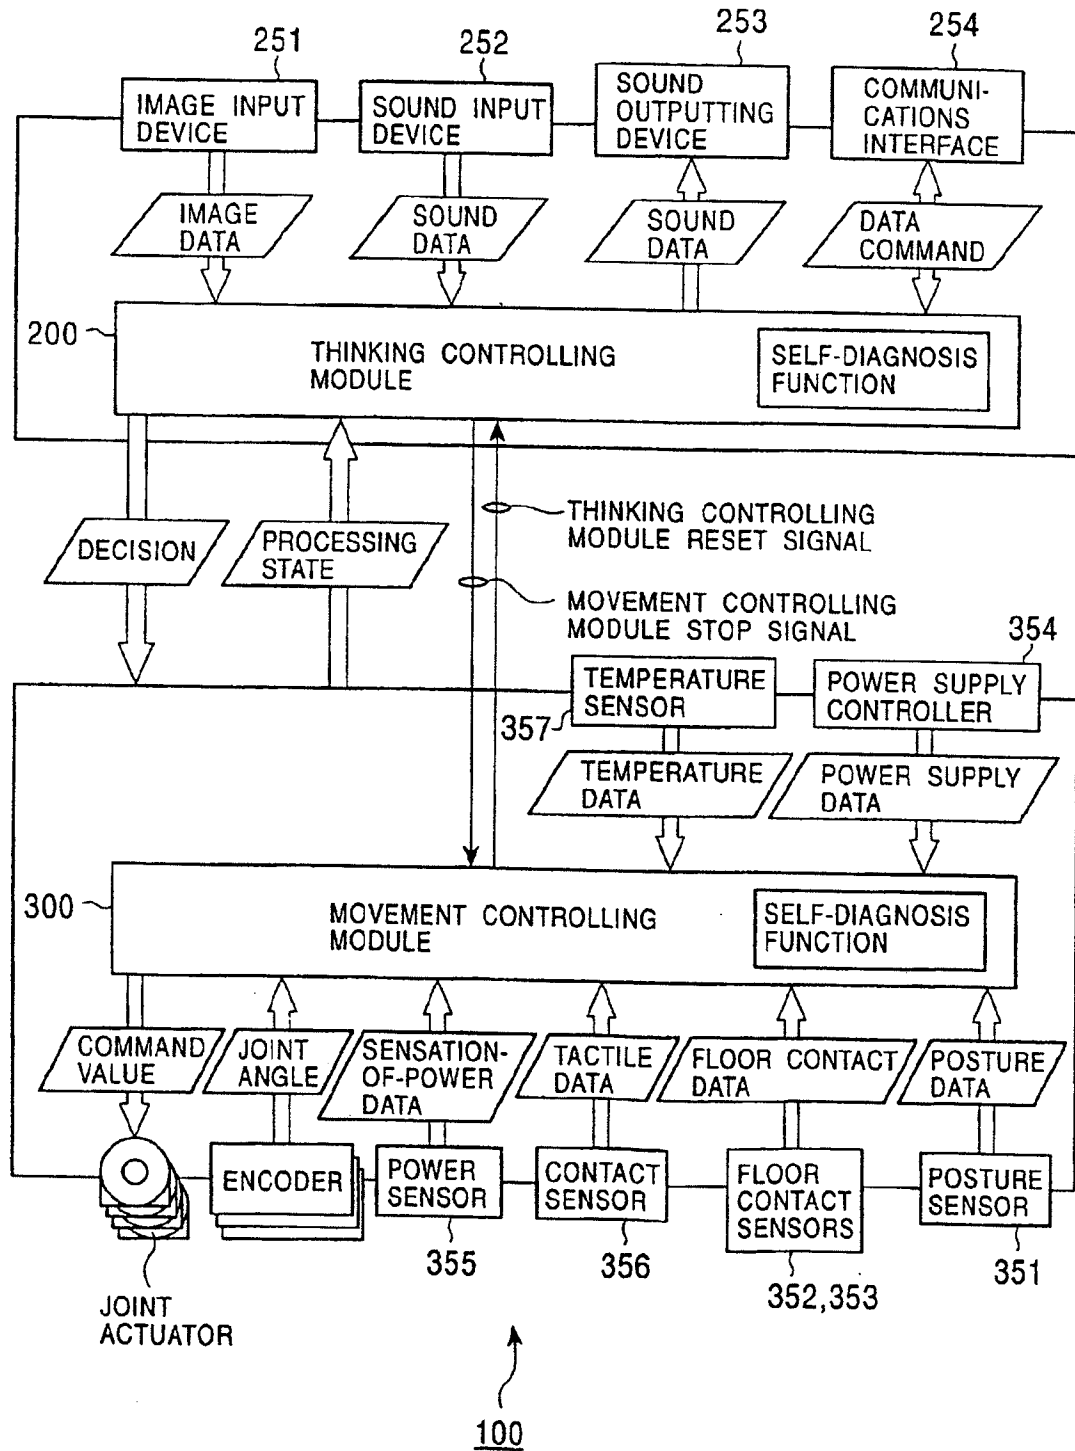 251
252
253
254
IMAGE INPUT
DEVICE
SOUND INPUT
DEVICE
SOUND
OUTPUTTING
DEVICE
COMMUNI-
CATIONS
INTERFACE
IMAGE
DATA
SOUND
DATA
SOUND
DATA
DATA
COMMAND
200
THINKING CONTROLLING
MODULE
SELF-DIAGNOSIS
FUNCTION
DECISION
PROCESSING
STATE
THINKING CONTROLLING
MODULE RESET SIGNAL
MOVEMENT CONTROLLING
MODULE STOP SIGNAL
354
TEMPERATURE
SENSOR
357
POWER SUPPLY
CONTROLLER
TEMPERATURE
DATA
POWER SUPPLY
DATA
300
MOVEMENT CONTROLLING
MODULE
SELF-DIAGNOSIS
FUNCTION
COMMAND
VALUE
JOINT
ANGLE
SENSATION-
OF-POWER
DATA
TACTILE
DATA
FLOOR CONTACT
DATA
POSTURE
DATA
ENCODER
POWER
SENSOR
CONTACT
SENSOR
FLOOR
CONTACT
SENSORS
POSTURE
SENSOR
355
356
352,353
351
JOINT
ACTUATOR
100